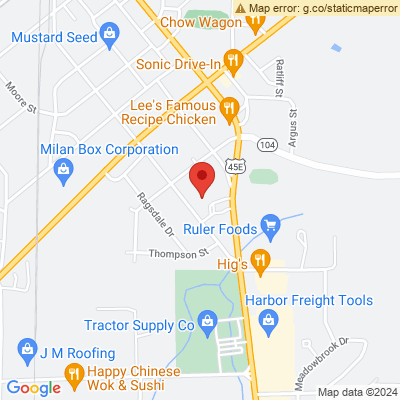 Map error: g.co/staticmaperror
Chow Wagon
Mustard Seed
Sonic Drive-In
Ratliff St
Moore St
Lee's Famous
Recipe Chicken
Argus St
104
Milan Box Corporation
45E
Ragsdale Dr
Ruler Foods
Thompson St
Hig's
Harbor Freight Tools
Tractor Supply Co
J M Roofing
Meadowbrook Dr
Happy Chinese
Wok & Sushi
Google
©2024